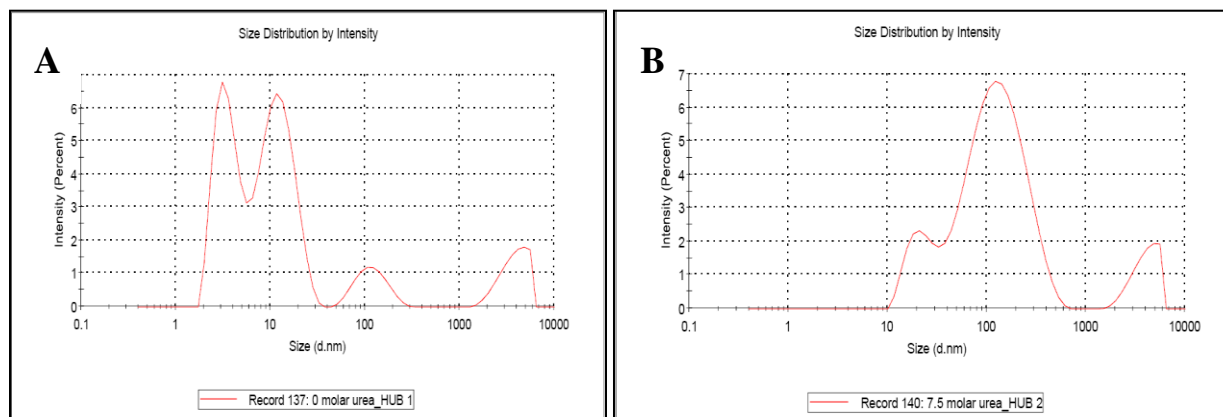 A
Size Distribution by Intensity
Intensity (Percent)
6
5
4
3
2
1
0
0.1 1 10 100 1000 10000
Size (d.nm)
Record 137: 0 molar urea_HUB 1
B
Size Distribution by Intensity
Intensity (Percent)
7
6
5
4
3
2
1
0
0.1 1 10 100 1000 10000
Size (d.nm)
Record 140: 7.5 molar urea_HUB 2